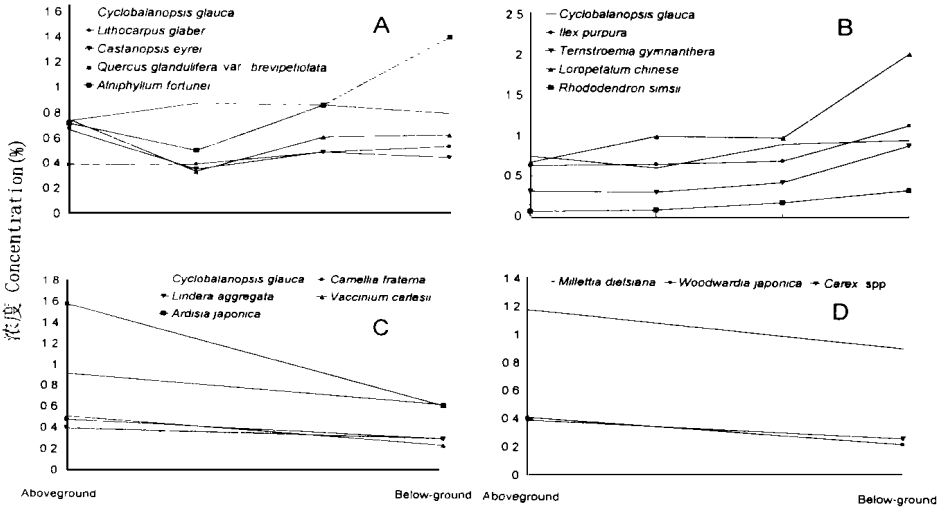 浓度 Concentration(%)
1 6
1 4
1 2
1
0 8
0 6
0 4
0 2
0
Cyclobalanopsis glauca
Lithocarpus glaber
Castanopsis eyrei
Quercus glandulifera var brevipetiolata
Alniphyllum fortunei
A
2 5
2
1 5
1
0 5
0
Cyclobalanopsis glauca
Ilex purpura
Ternstroemia gymnanthera
Loropetalum chinese
Rhododendron simsii
B
1 8
1 6
1 4
1 2
1
0 8
0 6
0 4
0 2
0
Cyclobalanopsis glauca
Camellia fraterna
Lindera aggregata
Vaccinium carlesii
Ardisia japonica
C
Aboveground
Below-ground
1 4
1 2
1
0 8
0 6
0 4
0 2
0
Millettia dielsiana
Woodwardia japonica
Carex spp
D
Aboveground
Below-ground